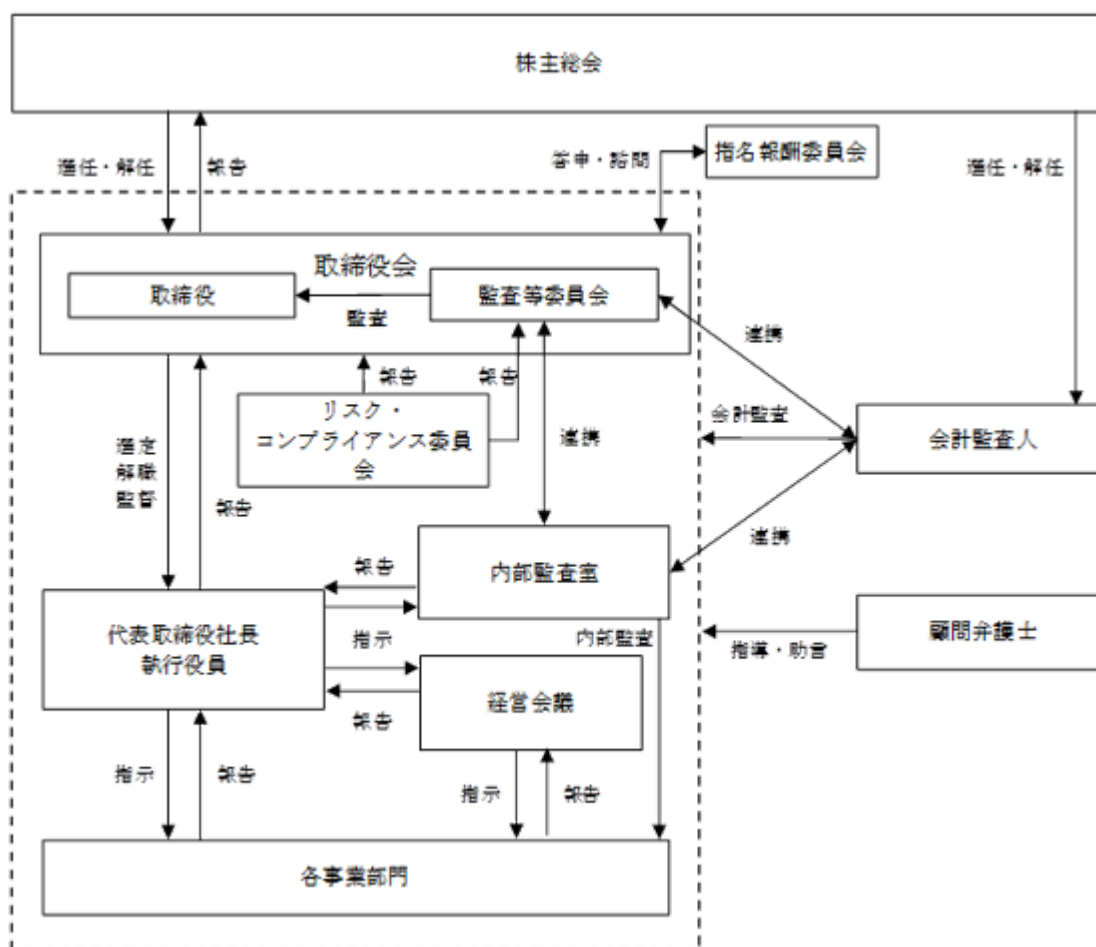 株主総会
指名報酬委員会
答申・諮問
選任・解任
報告
選任・解任
取締役会
取締役
監査等委員会
監査
連携
報告
報告
リスク・
コンプライアンス委員
会
会計監査
会計監査人
連携
選定
解職
監督
報告
連携
内部監査室
報告
代表取締役社長
執行役員
指示
内部監査
顧問弁護士
指導・助言
経営会議
報告
指示
報告
指示
報告
各事業部門